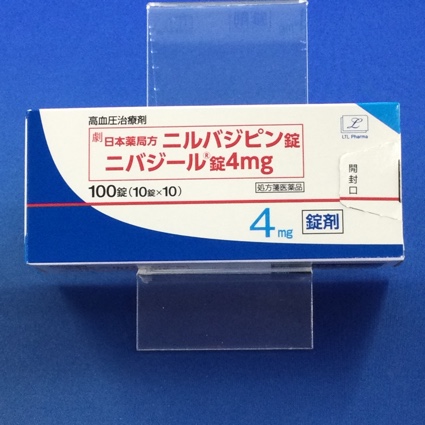 高血圧治療剤
劇 日本薬局方 ニルバジピン錠
ニバジール®錠4mg
100錠(10錠×10)
処方箋医薬品
4mg 錠剤
L
LTL Pharma
開封口